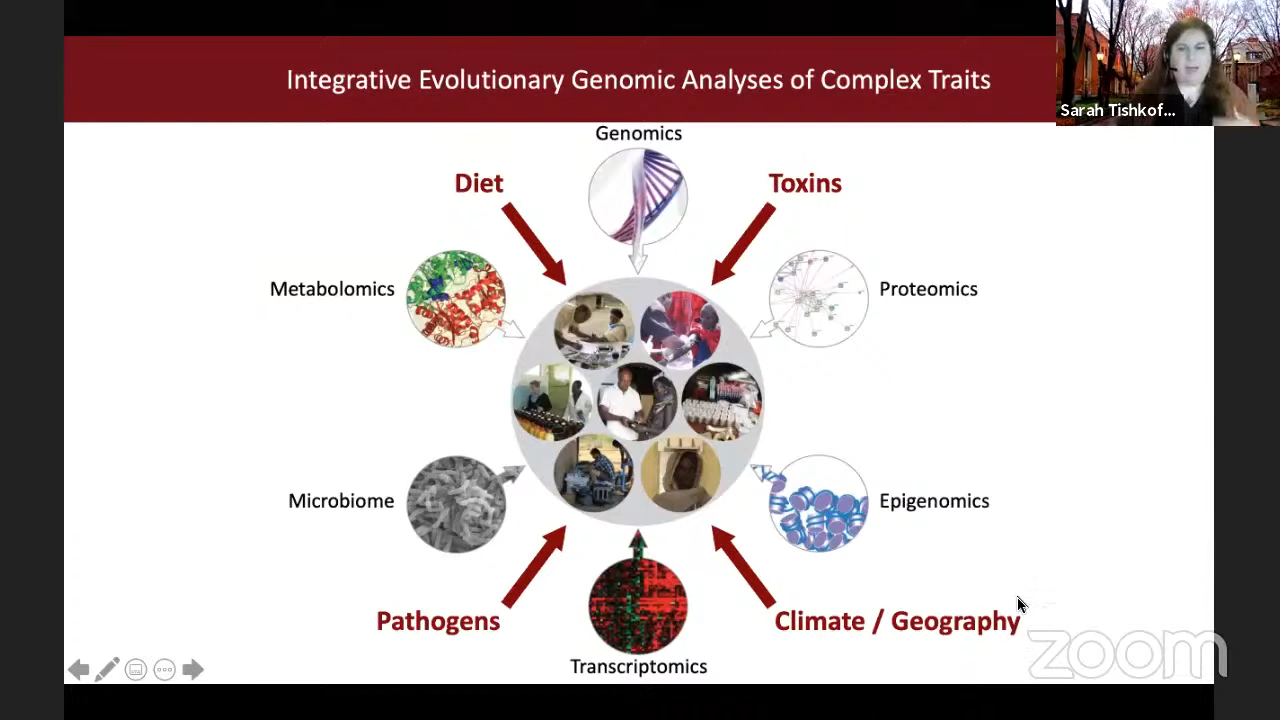 Integrative Evolutionary Genomic Analyses of Complex Traits
Sarah Tishkof...
Genomics
Diet
Toxins
Metabolomics
Proteomics
Microbiome
Epigenomics
Pathogens
Climate / Geography
Transcriptomics
zoom